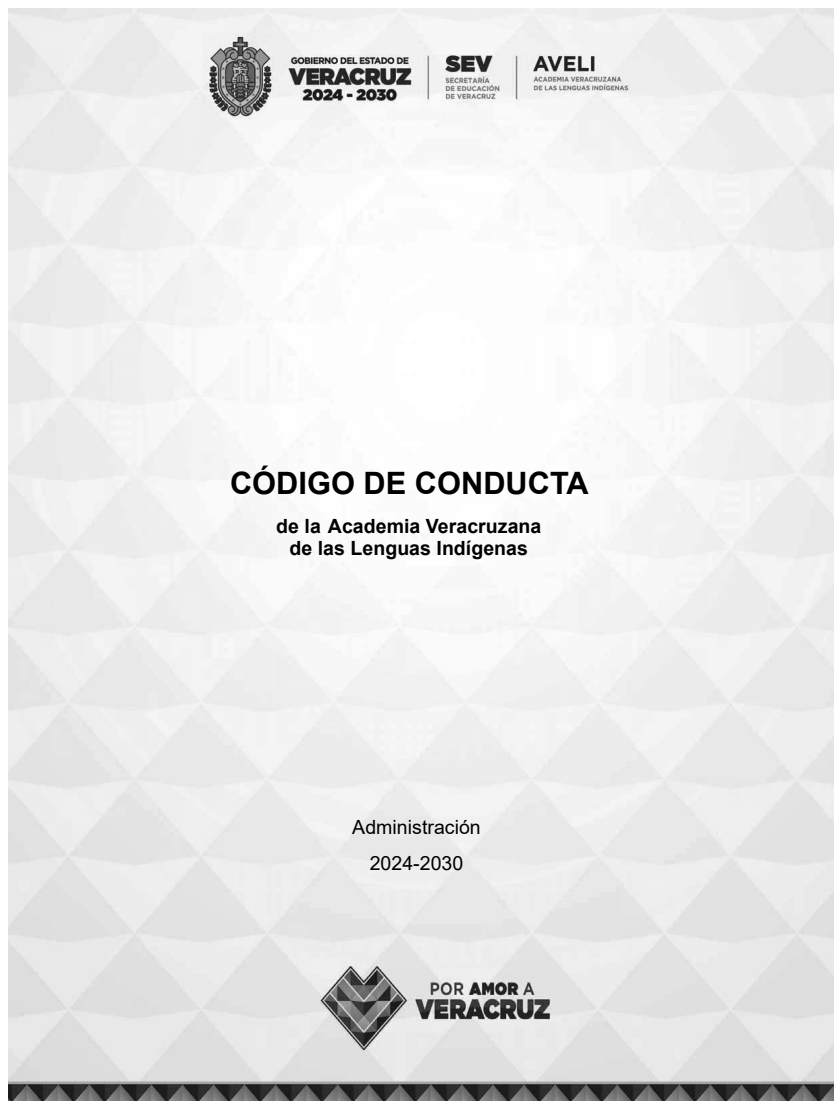 GOBIERNO DEL ESTADO DE
VERACRUZ
2024 - 2030
SEV
SECRETARÍA
DE EDUCACIÓN
DE VERACRUZ
AVELI
ACADEMIA VERACRUZANA
DE LAS LENGUAS INDÍGENAS
CÓDIGO DE CONDUCTA
de la Academia Veracruzana
de las Lenguas Indígenas
Administración
2024-2030
POR AMOR A
VERACRUZ